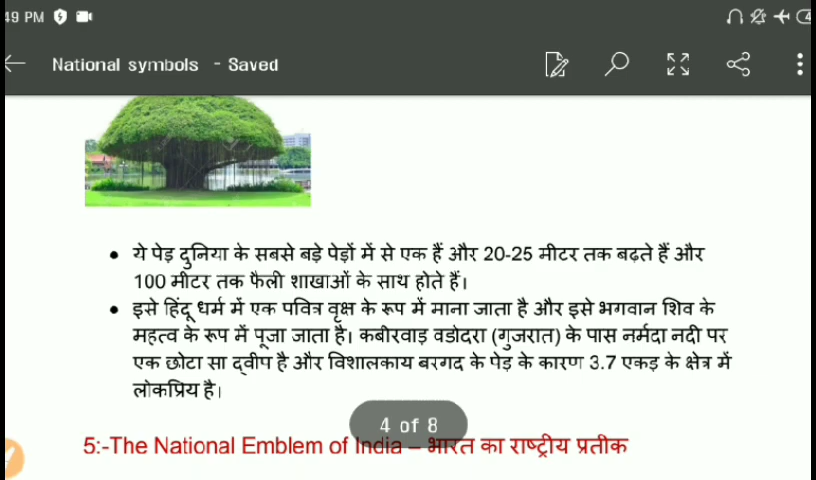 49 PM
National symbols - Saved
ये पेड़ दुनिया के सबसे बड़े पेड़ों में से एक हैं और 20-25 मीटर तक बढ़ते हैं और
100 मीटर तक फैली शाखाओं के साथ होते हैं।
इसे हिंदू धर्म में एक पवित्र वृक्ष के रूप में माना जाता है और इसे भगवान शिव के
महत्व के रूप में पूजा जाता है। कबीरवाड़ वडोदरा (गुजरात) के पास नर्मदा नदी पर
एक छोटा सा द्वीप है और विशालकाय बरगद के पेड़ के कारण 3.7 एकड़ के क्षेत्र में
लोकप्रिय है।
4 of 8
5:-The National Emblem of India – भारत का राष्ट्रीय प्रतीक